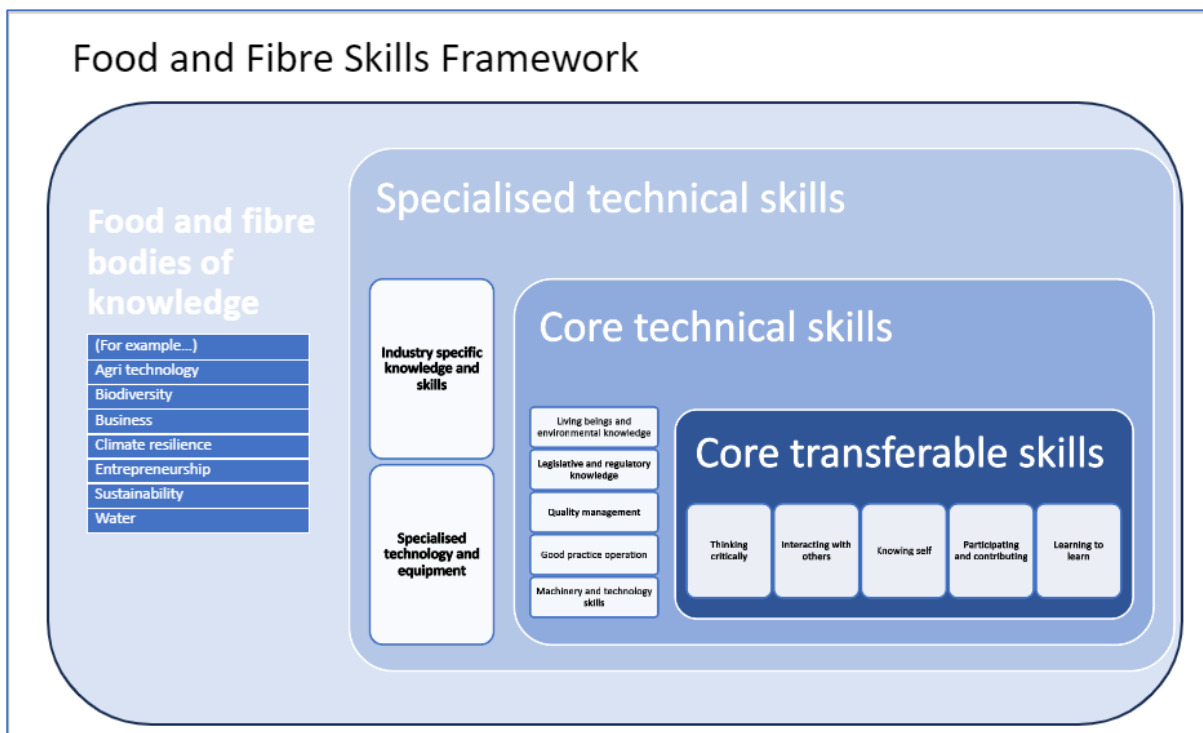 Food and Fibre Skills Framework
Food and fibre
bodies of
knowledge
(For example...)
Agri technology
Biodiversity
Business
Climate resilience
Entrepreneurship
Sustainability
Water
Specialised technical skills
Industry specific
knowledge and
skills
Specialised
technology and
equipment
Core technical skills
Living beings and
environmental knowledge
Legislative and regulatory
knowledge
Quality management
Good practice operation
Machinery and technology
skills
Core transferable skills
Thinking
critically
Interacting with
others
Knowing self
Participating
and contributing
Learning to
learn